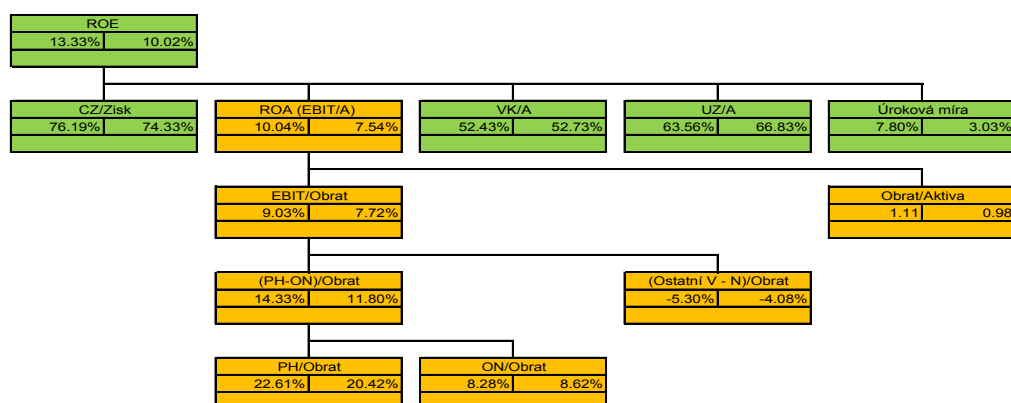 ROE
13.33% 10.02%
CZ/Zisk ROA (EBIT/A) VK/A UZ/A Úroková míra
76.19% 74.33% 10.04% 7.54% 52.43% 52.73% 63.56% 66.83% 7.80% 3.03%
EBIT/Obrat Obrat/Aktiva
9.03% 7.72% 1.11 0.98
(PH-ON)/Obrat (Ostatní V - N)/Obrat
14.33% 11.80% -5.30% -4.08%
PH/Obrat ON/Obrat
22.61% 20.42% 8.28% 8.62%